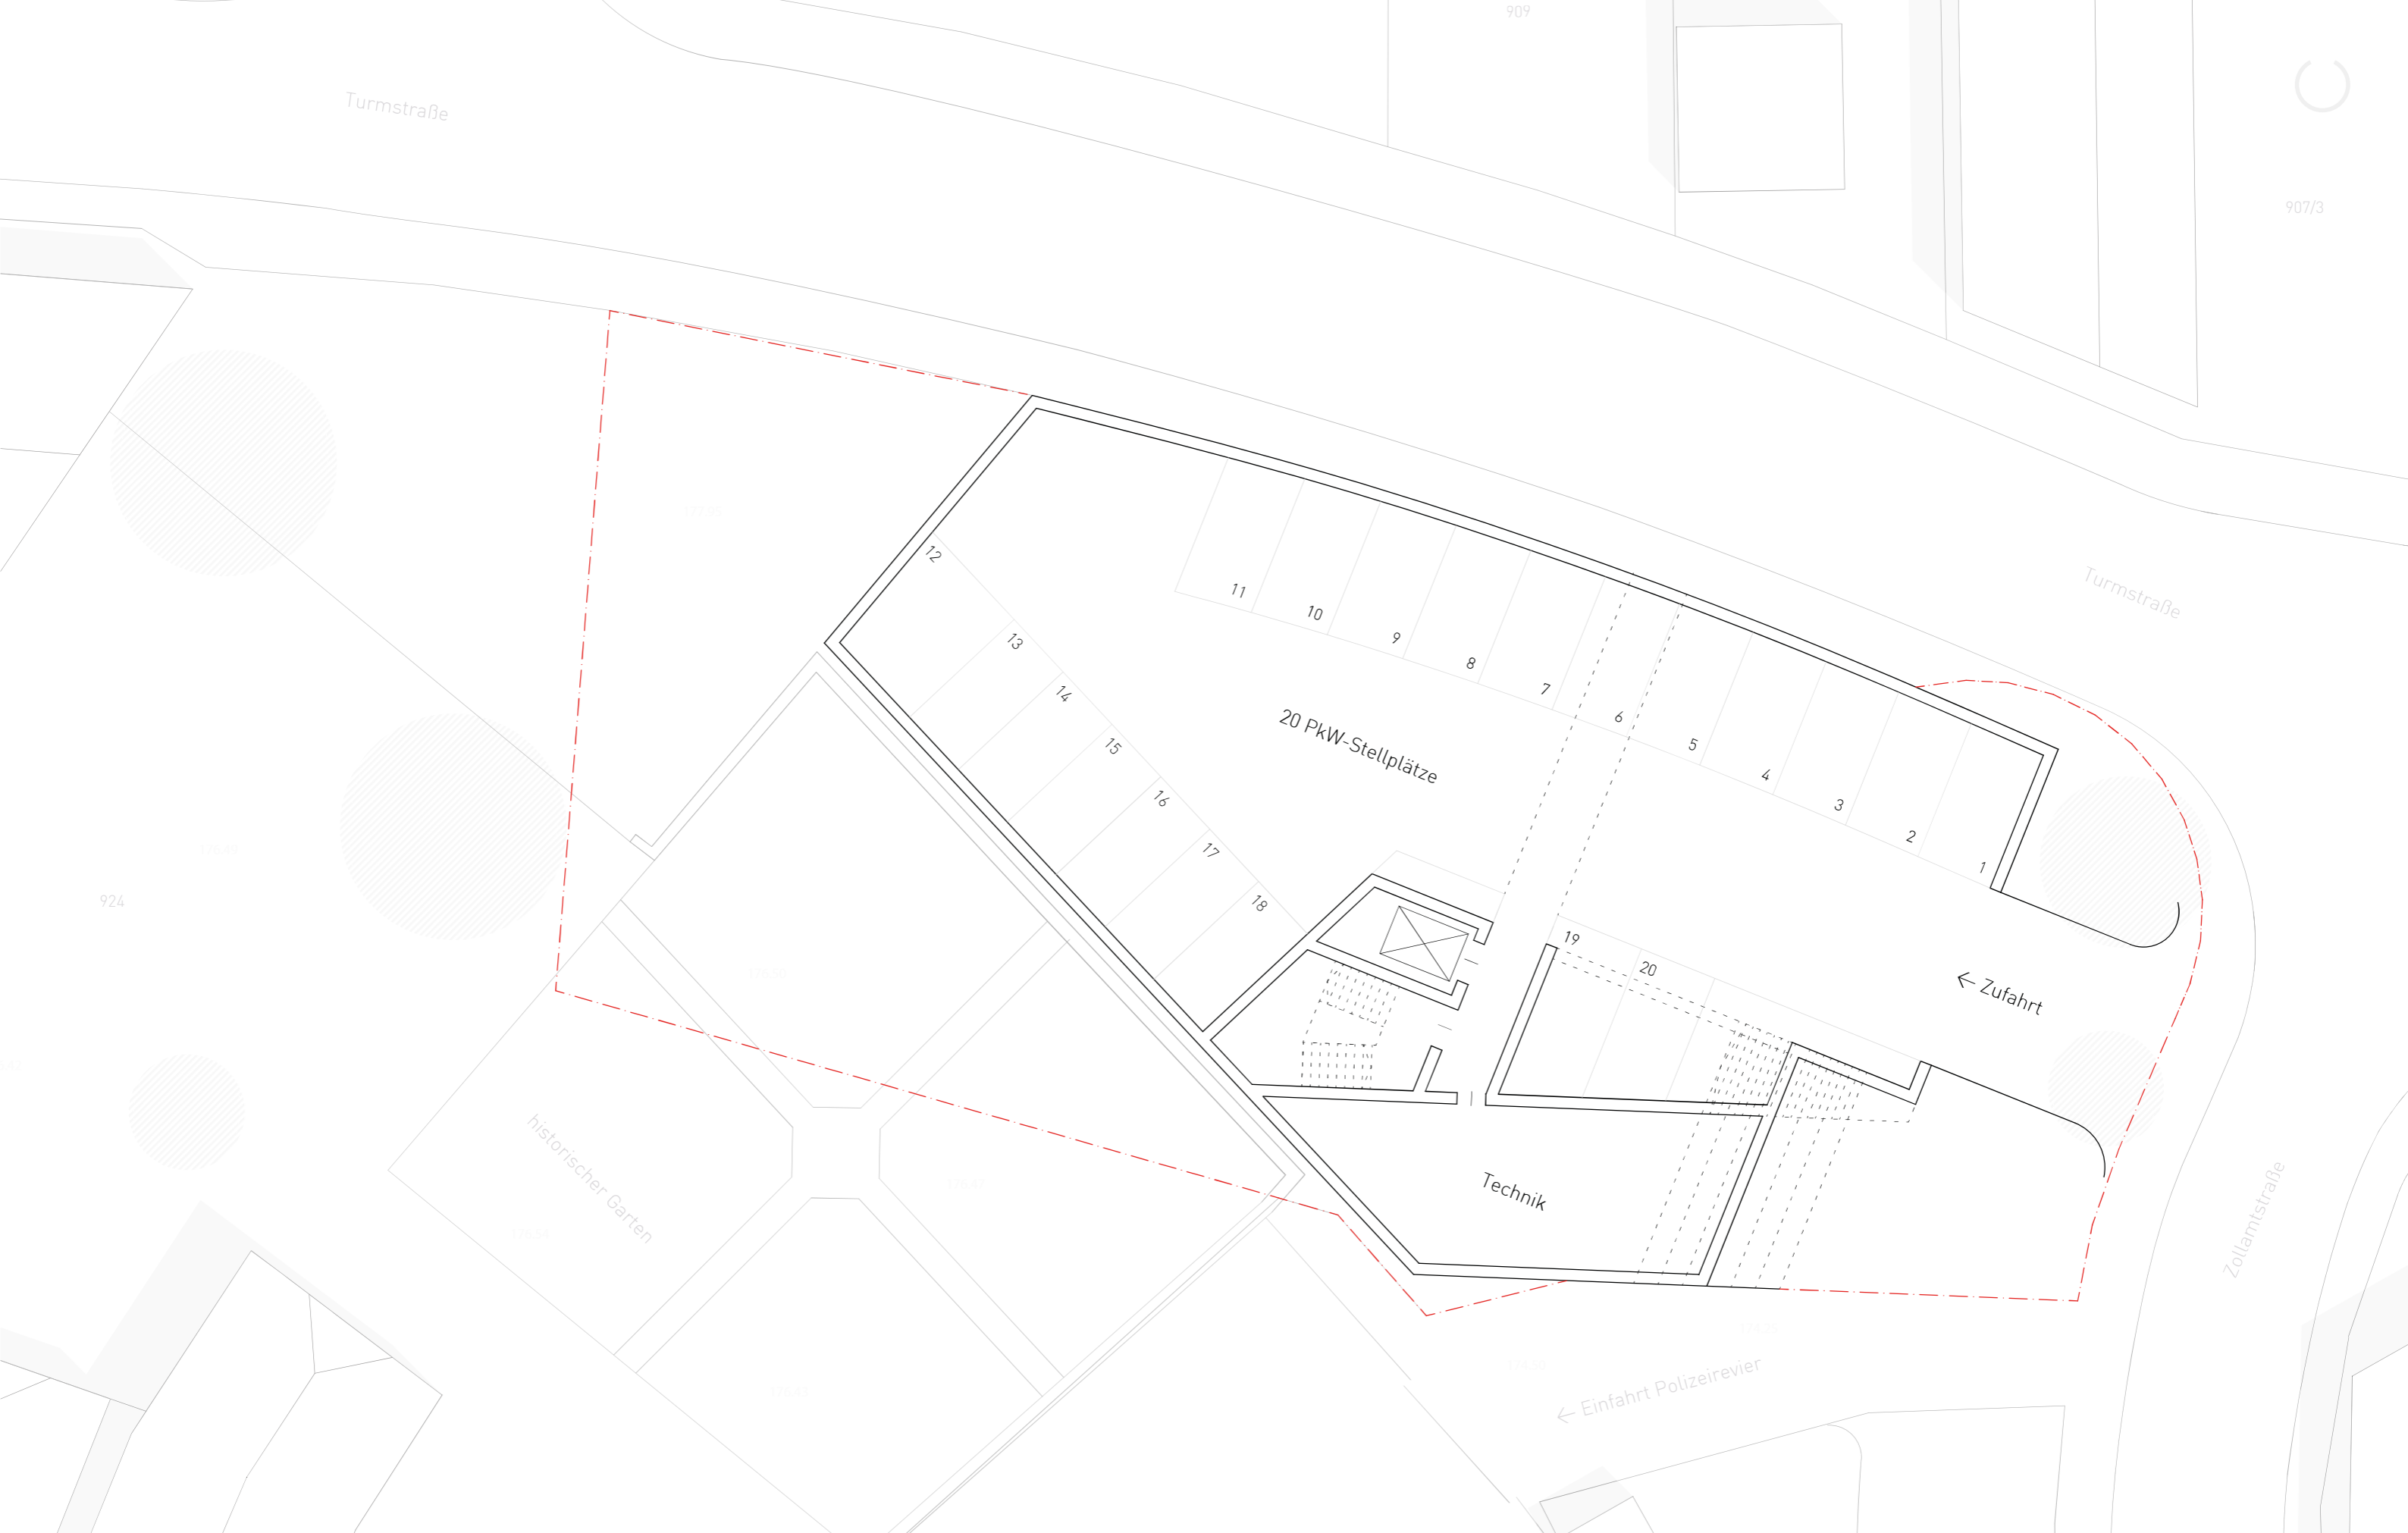 909
Turmstraße
907/3
12
11
10
9
8
7
6
5
4
3
2
1
13
14
15
16
17
18
20 PkW-Stellplätze
Turmstraße
19
20
← Zufahrt
924
historischer Garten
Technik
Zollamtstraße
← Einfahrt Polizeirevier